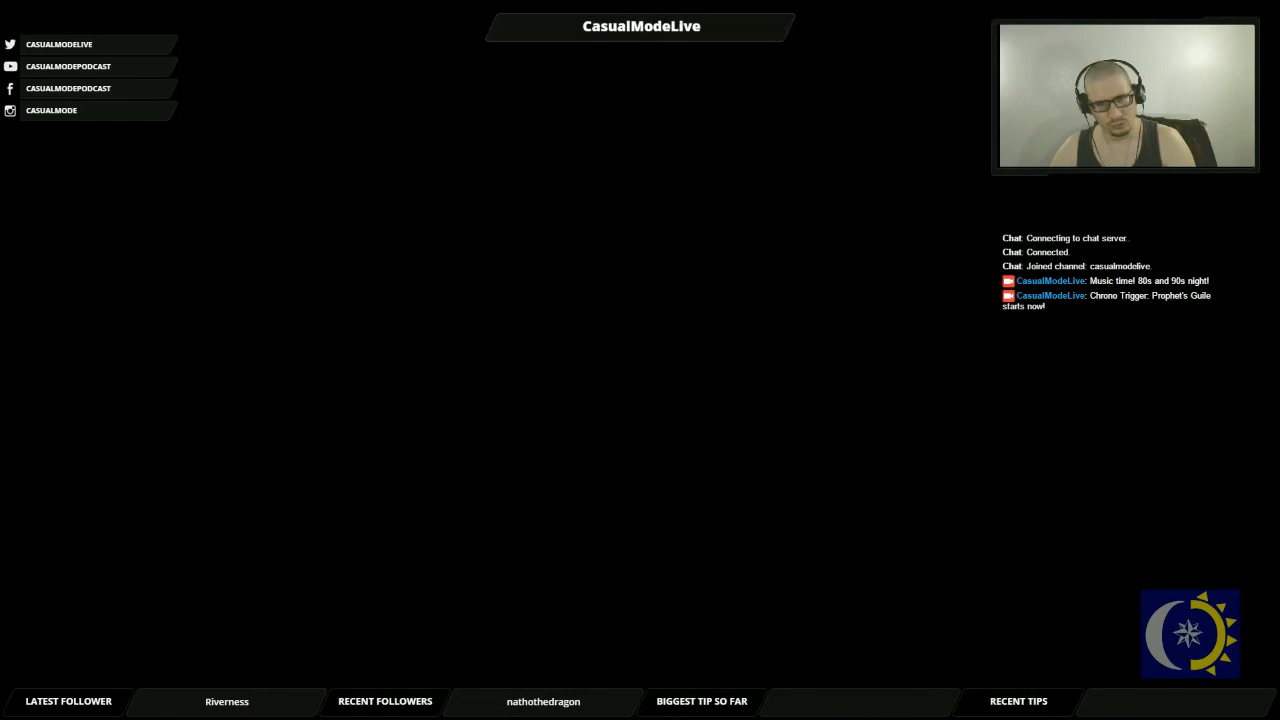 CasualModeLive
CASUALMODELIVE
CASUALMODEPODCAST
CASUALMODEPODCAST
CASUALMODE
Chat: Connecting to chat server..
Chat: Connected.
Chat: Joined channel: casualmodelive.
CasualModeLive: Music time! 80s and 90s night!
CasualModeLive: Chrono Trigger: Prophet's Guile
starts now!
LATEST FOLLOWER
Riverness
RECENT FOLLOWERS
nathothedragon
BIGGEST TIP SO FAR
RECENT TIPS